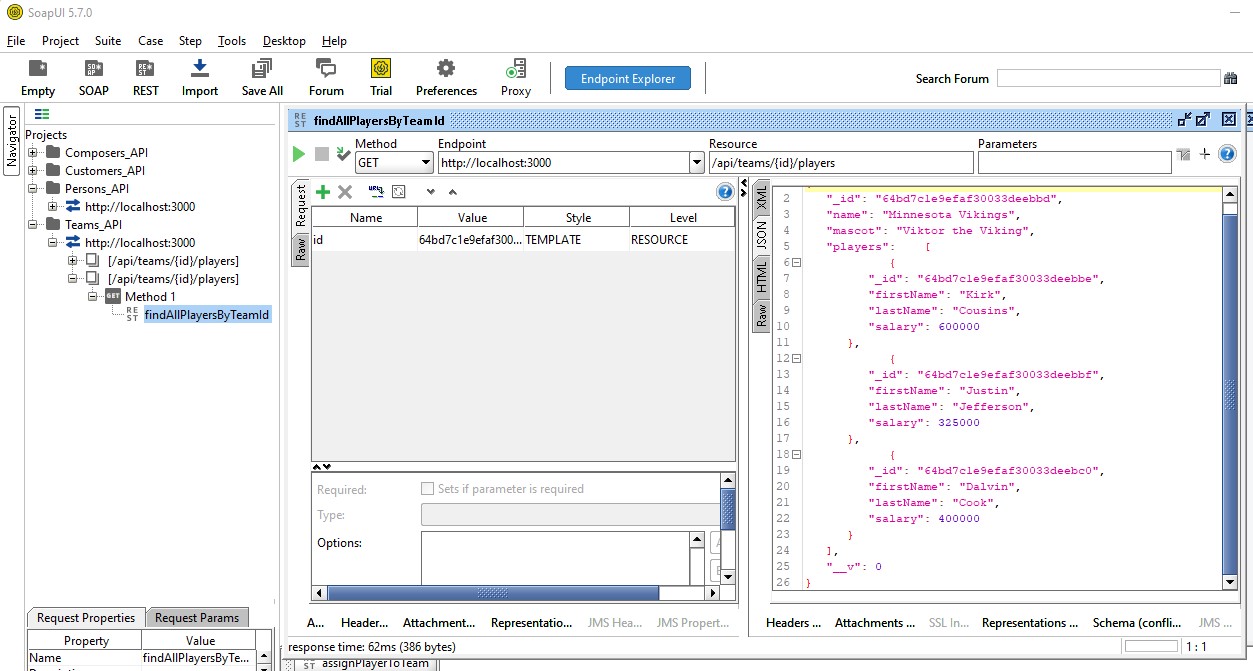 SoapUI 5.7.0
File Project Suite Case Step Tools Desktop Help
Empty SOAP REST Import Save All Forum Trial Preferences Proxy Endpoint Explorer Search Forum
Navigator
Projects
Composers_API
Customers_API
Persons_API
http://localhost:3000
Teams_API
http://localhost:3000
[/api/teams/{id}/players]
[/api/teams/{id}/players]
GET Method 1
REST findAllPlayersByTeamId
Request Properties Request Params
Property Value
Name findAllPlayersByTe...
REST findAllPlayersByTeamId
Method Endpoint Resource Parameters
GET http://localhost:3000 /api/teams/{id}/players
Request
Raw
Name Value Style Level
id 64bd7c1e9efaf300... TEMPLATE RESOURCE
Required: Sets if parameter is required
Type:
Options:
A... Header... Attachment... Representatio... JMS Hea... JMS Propert...
XML
JSON
HTML
Raw
2 "_id": "64bd7c1e9efaf30033deebbd",
3 "name": "Minnesota Vikings",
4 "mascot": "Viktor the Viking",
5 "players": [
6 {
7 "_id": "64bd7c1e9efaf30033deebbe",
8 "firstName": "Kirk",
9 "lastName": "Cousins",
10 "salary": 600000
11 },
12 {
13 "_id": "64bd7c1e9efaf30033deebbf",
14 "firstName": "Justin",
15 "lastName": "Jefferson",
16 "salary": 325000
17 },
18 {
19 "_id": "64bd7c1e9efaf30033deebc0",
20 "firstName": "Dalvin",
21 "lastName": "Cook",
22 "salary": 400000
23 }
24 ],
25 "__v": 0
26 }
Headers ... Attachments ... SSL In... Representations ... Schema (confli... JMS ...
response time: 62ms (386 bytes) 1 : 1
ST assignPlayerToTeam